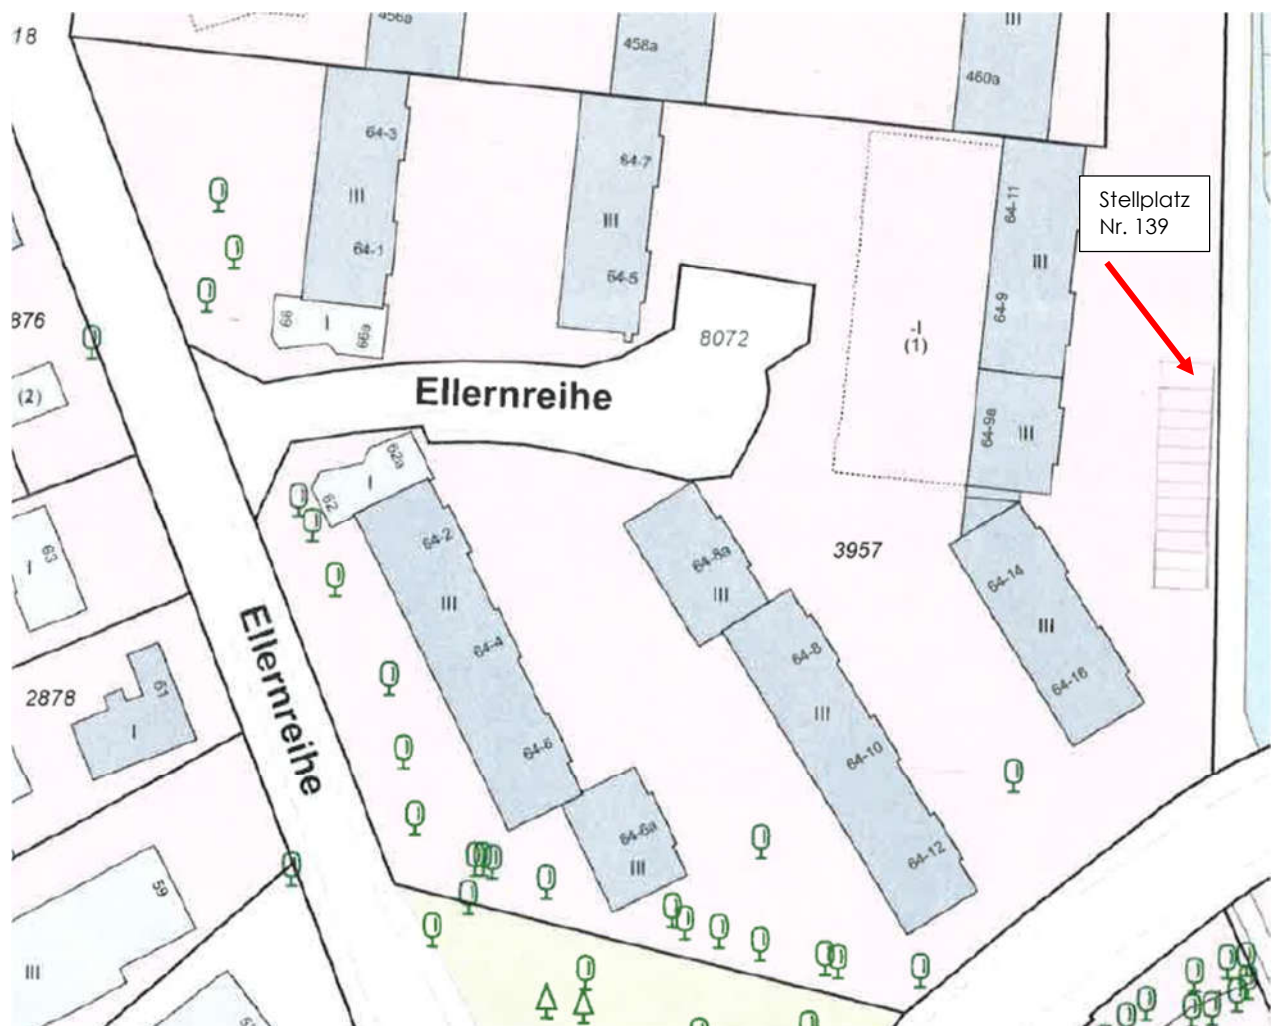 18
456a
458a
III
460a
64-3
III
64-1
64-7
III
64-5
64-11
III
64-9
Stellplatz
Nr. 139
66
I
66a
876
8072
-I
(1)
Ellernreihe
(2)
64-9a
III
62a
I
62
63
I
64-2
III
64-4
64-6
64-8a
III
3957
64-14
III
64-16
Ellernreihe
2878
61
I
64-8
III
64-10
64-12
64-6a
III
59
III